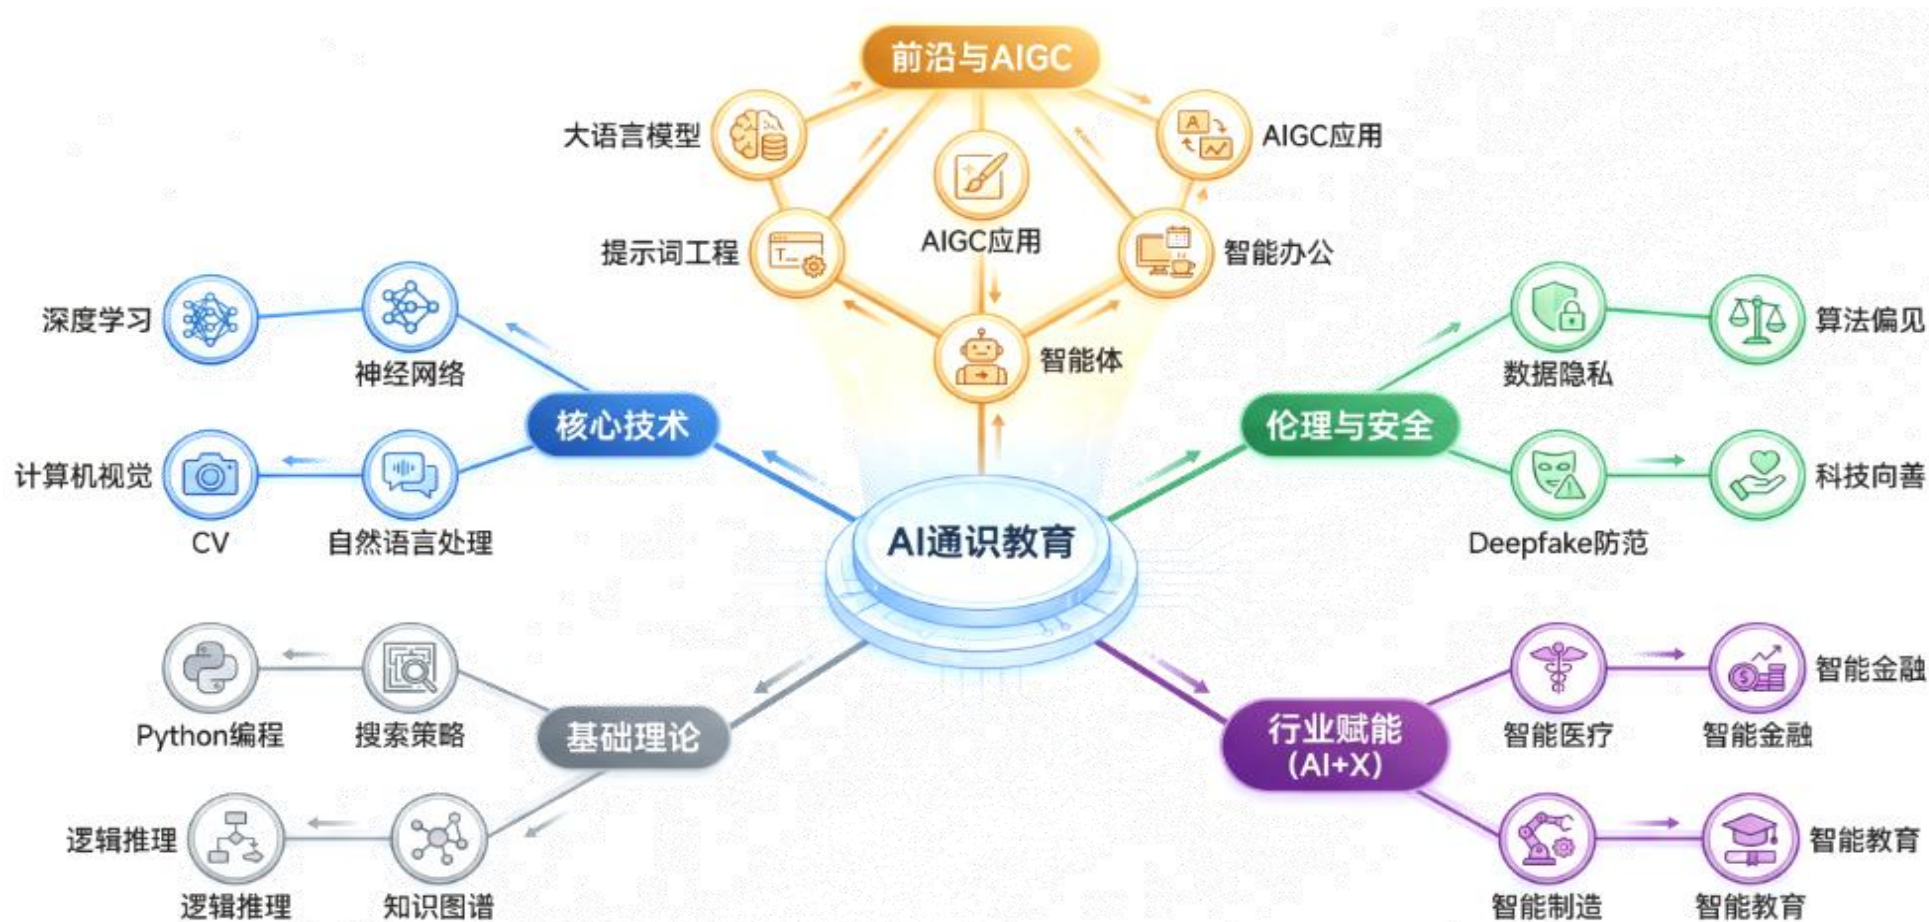 前沿与AIGC
大语言模型
AIGC应用
提示词工程
AIGC应用
智能办公
智能体
深度学习
神经网络
核心技术
计算机视觉
CV
自然语言处理
数据隐私
算法偏见
伦理与安全
Deepfake防范
科技向善
AI通识教育
Python编程
搜索策略
基础理论
逻辑推理
逻辑推理
知识图谱
行业赋能
(AI+X)
智能医疗
智能金融
智能金融
智能制造
智能教育
智能教育